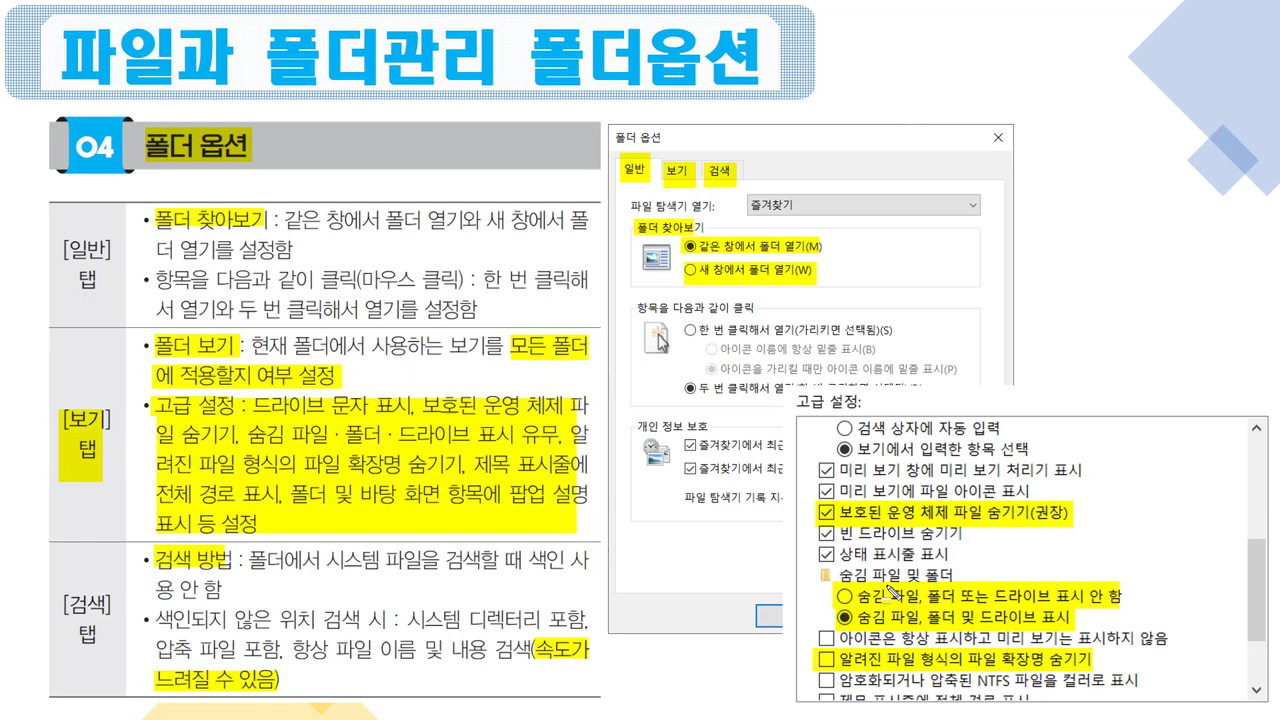 파일과 폴더관리 폴더옵션
04 폴더 옵션
[일반] 탭
• 폴더 찾아보기 : 같은 창에서 폴더 열기와 새 창에서 폴
더 열기를 설정함
• 항목을 다음과 같이 클릭(마우스 클릭) : 한 번 클릭해
서 열기와 두 번 클릭해서 열기를 설정함
[보기] 탭
• 폴더 보기 : 현재 폴더에서 사용하는 보기를 모든 폴더
에 적용할지 여부 설정
• 고급 설정 : 드라이브 문자 표시, 보호된 운영 체제 파
일 숨기기, 숨김 파일·폴더·드라이브 표시 유무, 알
려진 파일 형식의 파일 확장명 숨기기, 제목 표시줄에
전체 경로 표시, 폴더 및 바탕 화면 항목에 팝업 설명
표시 등 설정
[검색] 탭
• 검색 방법 : 폴더에서 시스템 파일을 검색할 때 색인 사
용 안 함
• 색인되지 않은 위치 검색 시 : 시스템 디렉터리 포함,
압축 파일 포함, 항상 파일 이름 및 내용 검색(속도가
느려질 수 있음)
폴더 옵션
일반 보기 검색
파일 탐색기 열기: 즐겨찾기
폴더 찾아보기
같은 창에서 폴더 열기(M)
새 창에서 폴더 열기(W)
항목을 다음과 같이 클릭
한 번 클릭해서 열기(가리키면 선택됨)(S)
아이콘 이름에 항상 밑줄 표시(B)
아이콘을 가리킬 때만 아이콘 이름에 밑줄 표시(P)
두 번 클릭해서
개인 정보 보호
즐겨찾기에서 최근
즐겨찾기에서 최근
파일 탐색기 기록
고급 설정:
검색 상자에 자동 입력
보기에서 입력한 항목 선택
미리 보기 창에 미리 보기 처리기 표시
미리 보기에 파일 아이콘 표시
보호된 운영 체제 파일 숨기기(권장)
빈 드라이브 숨기기
상태 표시줄 표시
숨김 파일 및 폴더
숨김 파일, 폴더 또는 드라이브 표시 안 함
숨김 파일, 폴더 및 드라이브 표시
아이콘은 항상 표시하고 미리 보기는 표시하지 않음
알려진 파일 형식의 파일 확장명 숨기기
암호화되거나 압축된 NTFS 파일을 컬러로 표시
제목 표시줄에 전체 경로 표시